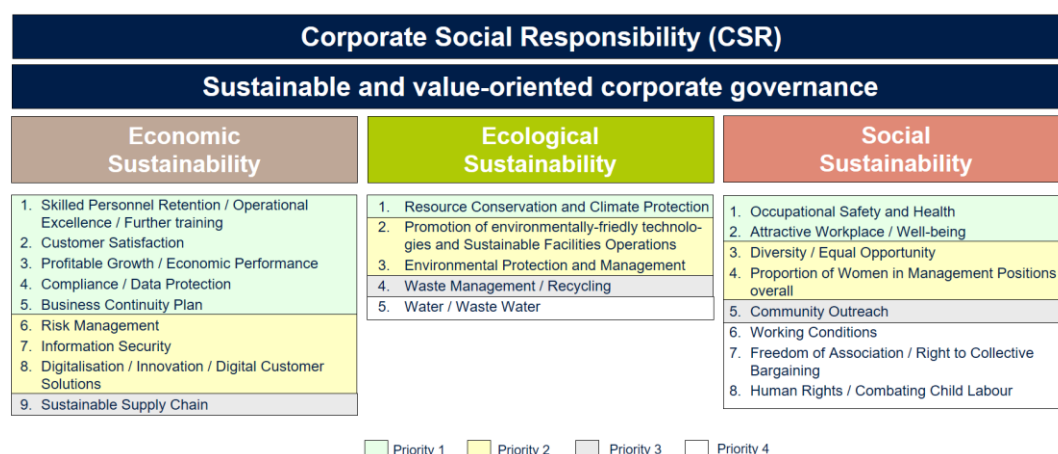 Corporate Social Responsibility (CSR)
Sustainable and value-oriented corporate governance
Economic
Sustainability
1. Skilled Personnel Retention / Operational
Excellence / Further training
2. Customer Satisfaction
3. Profitable Growth / Economic Performance
4. Compliance / Data Protection
5. Business Continuity Plan
6. Risk Management
7. Information Security
8. Digitalisation / Innovation / Digital Customer
Solutions
9. Sustainable Supply Chain
Ecological
Sustainability
1. Resource Conservation and Climate Protection
2. Promotion of environmentally-friedly technolo-
gies and Sustainable Facilities Operations
3. Environmental Protection and Management
4. Waste Management / Recycling
5. Water / Waste Water
Social
Sustainability
1. Occupational Safety and Health
2. Attractive Workplace / Well-being
3. Diversity / Equal Opportunity
4. Proportion of Women in Management Positions
overall
5. Community Outreach
6. Working Conditions
7. Freedom of Association / Right to Collective
Bargaining
8. Human Rights / Combating Child Labour
Priority 1 Priority 2 Priority 3 Priority 4